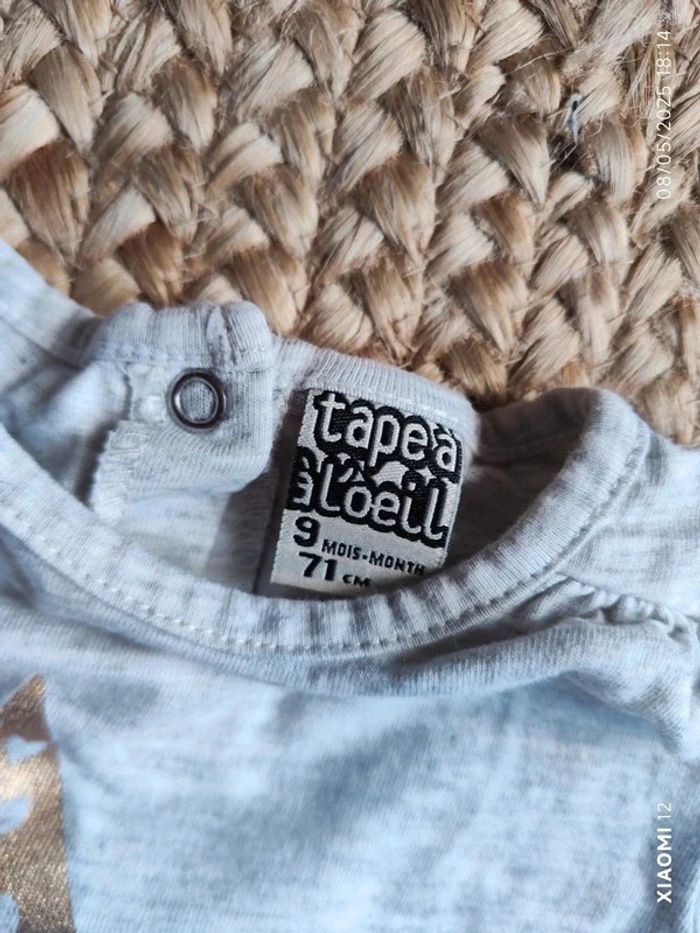 tape à
l'oeil
9 MOIS-MONTH
71 CM
08/05/2025 18:14
XIAOMI 12